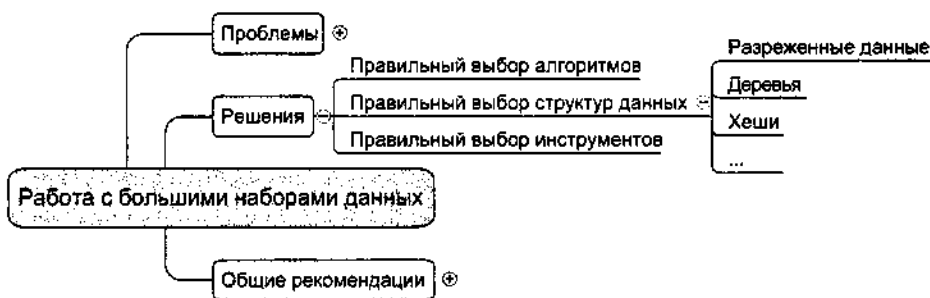 Проблемы
Разреженные данные
Правильный выбор алгоритмов
Деревья
Решения
Правильный выбор структур данных
Хеши
Правильный выбор инструментов
...
Работа с большими наборами данных
Общие рекомендации